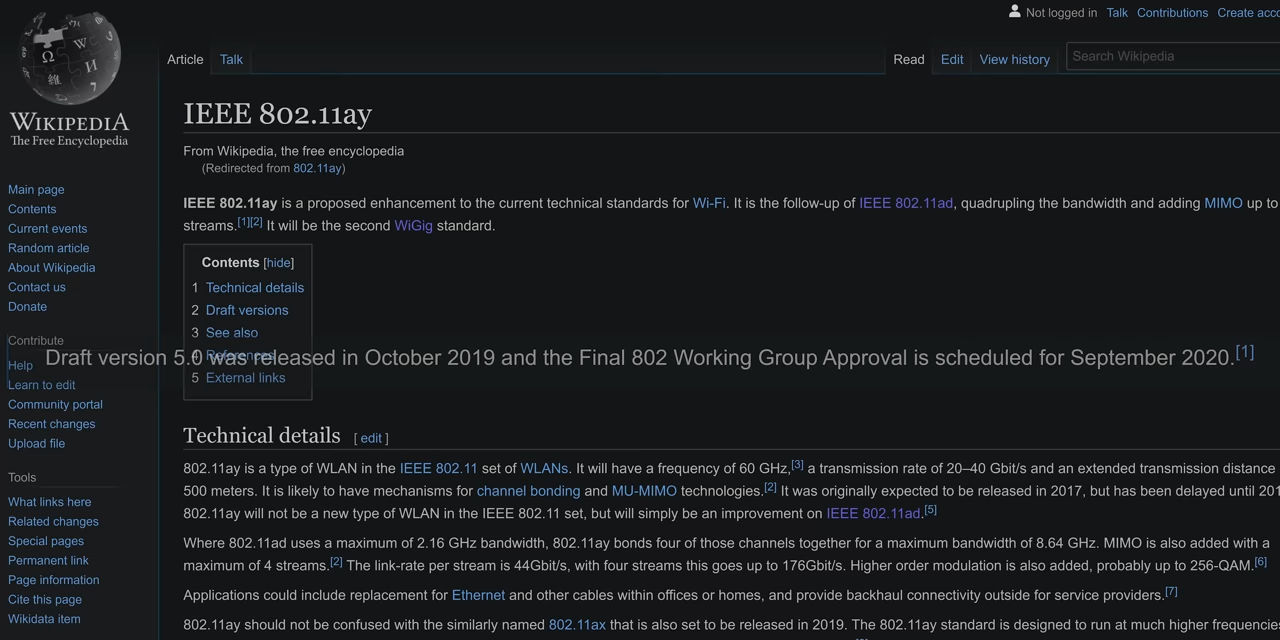 Not logged in Talk Contributions Create acco
Article Talk Read Edit View history Search Wikipedia
WIKIPEDIA
The Free Encyclopedia
Main page
Contents
Current events
Random article
About Wikipedia
Contact us
Donate
Contribute
Help
Learn to edit
Community portal
Recent changes
Upload file
Tools
What links here
Related changes
Special pages
Permanent link
Page information
Cite this page
Wikidata item
IEEE 802.11ay
From Wikipedia, the free encyclopedia
(Redirected from 802.11ay)
IEEE 802.11ay is a proposed enhancement to the current technical standards for Wi-Fi. It is the follow-up of IEEE 802.11ad, quadrupling the bandwidth and adding MIMO up to
streams.[1][2] It will be the second WiGig standard.
Contents [hide]
1 Technical details
2 Draft versions
3 See also
4 References
5 External links
Draft version 5.0 was released in October 2019 and the Final 802 Working Group Approval is scheduled for September 2020.[1]
Technical details [ edit ]
802.11ay is a type of WLAN in the IEEE 802.11 set of WLANs. It will have a frequency of 60 GHz,[3] a transmission rate of 20–40 Gbit/s and an extended transmission distance
500 meters. It is likely to have mechanisms for channel bonding and MU-MIMO technologies.[2] It was originally expected to be released in 2017, but has been delayed until 201
802.11ay will not be a new type of WLAN in the IEEE 802.11 set, but will simply be an improvement on IEEE 802.11ad.[5]
Where 802.11ad uses a maximum of 2.16 GHz bandwidth, 802.11ay bonds four of those channels together for a maximum bandwidth of 8.64 GHz. MIMO is also added with a
maximum of 4 streams.[2] The link-rate per stream is 44Gbit/s, with four streams this goes up to 176Gbit/s. Higher order modulation is also added, probably up to 256-QAM.[6]
Applications could include replacement for Ethernet and other cables within offices or homes, and provide backhaul connectivity outside for service providers.[7]
802.11ay should not be confused with the similarly named 802.11ax that is also set to be released in 2019. The 802.11ay standard is designed to run at much higher frequencies